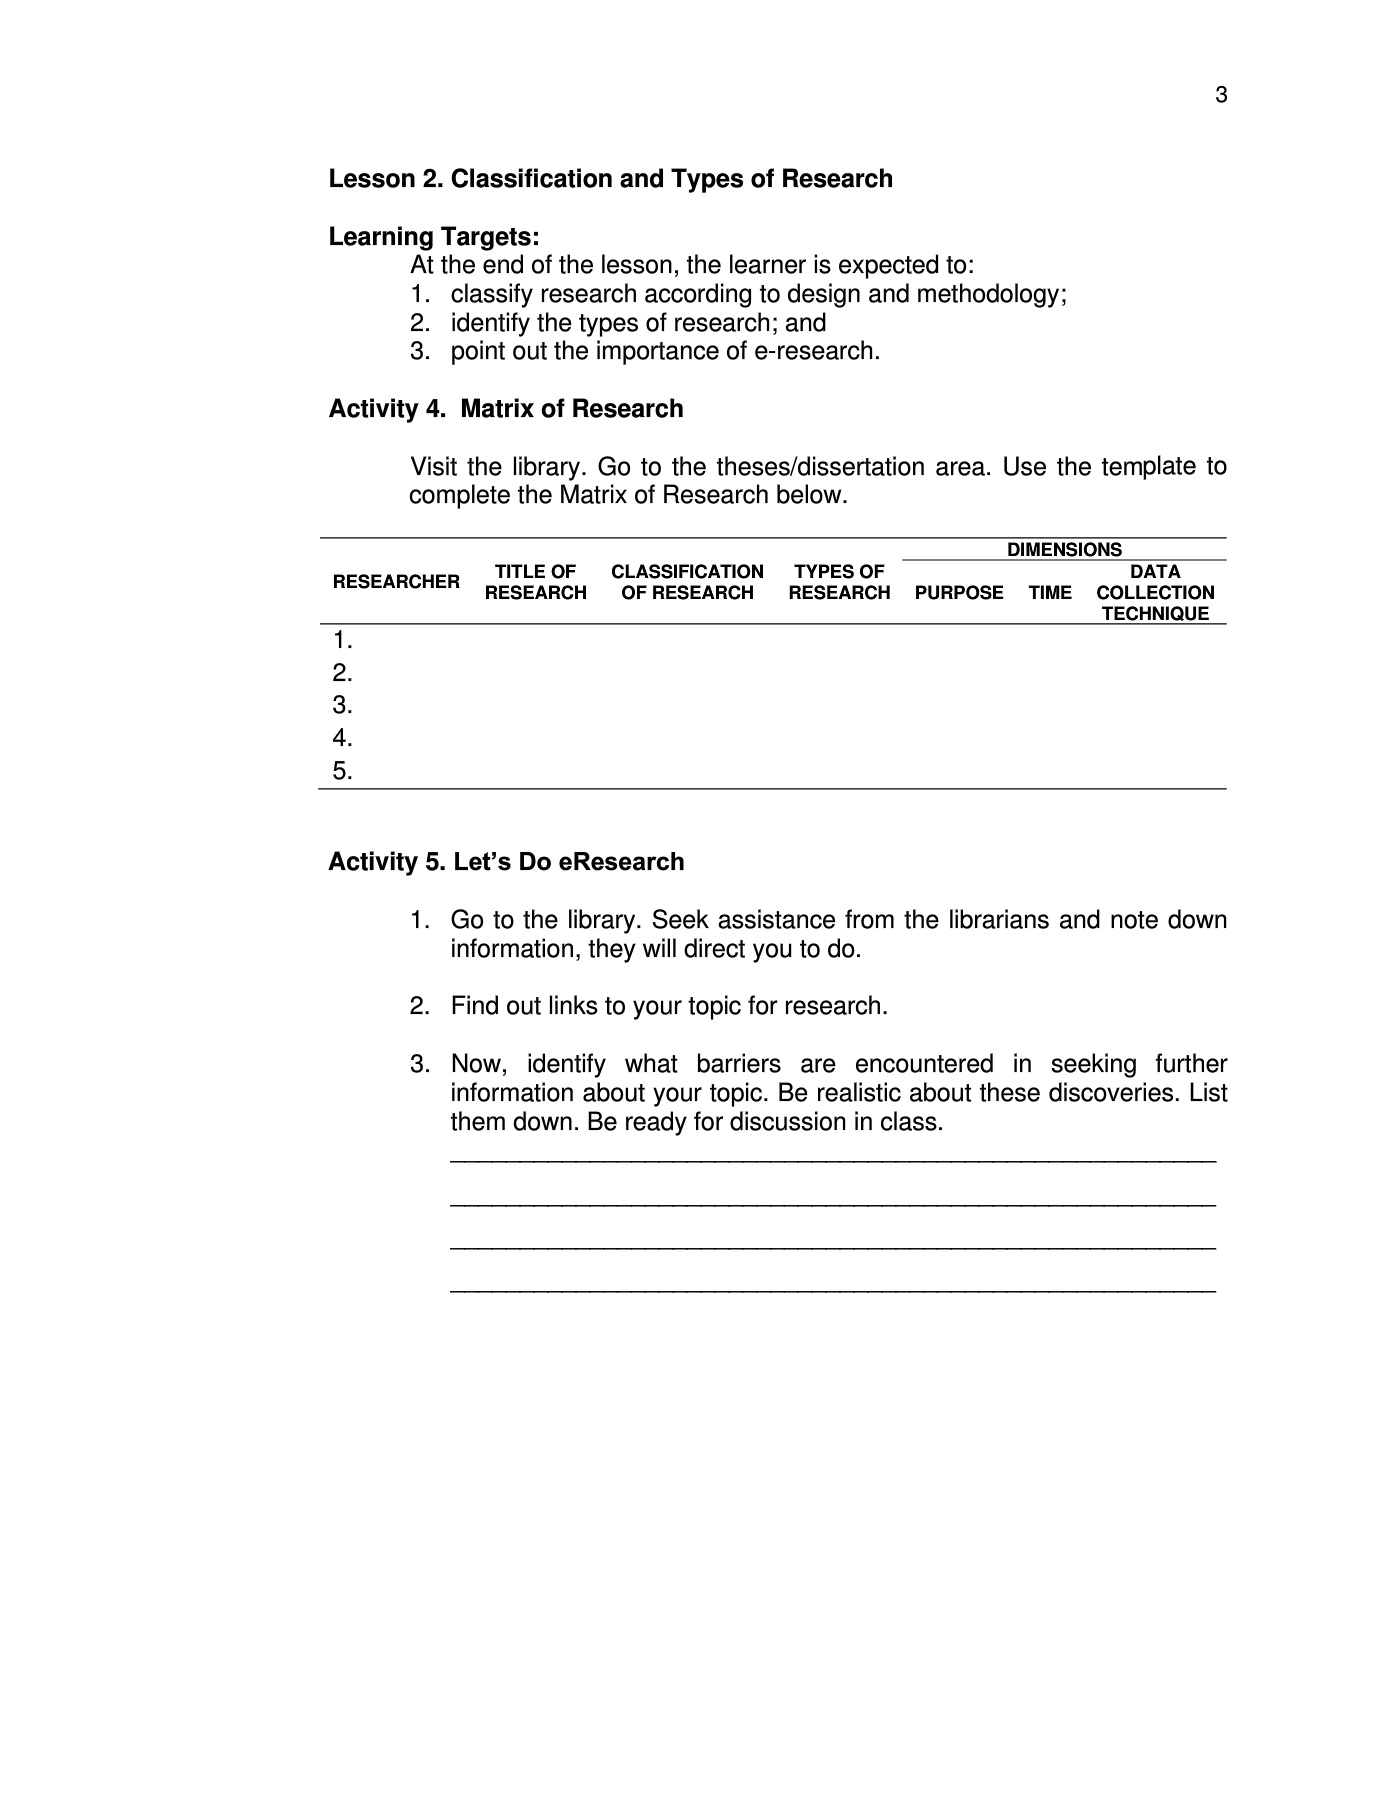 3
Lesson 2. Classification and Types of Research
Learning Targets:
At the end of the lesson, the learner is expected to:
1. classify research according to design and methodology;
2. identify the types of research; and
3. point out the importance of e-research.
Activity 4.  Matrix of Research
Visit the library. Go to the theses/dissertation area. Use the template to
complete the Matrix of Research below.
DIMENSIONS
RESEARCHER TITLE OF RESEARCH CLASSIFICATION OF RESEARCH TYPES OF RESEARCH PURPOSE TIME DATA COLLECTION TECHNIQUE
1.
2.
3.
4.
5.
Activity 5. Let’s Do eResearch
1. Go to the library. Seek assistance from the librarians and note down
information, they will direct you to do.
2. Find out links to your topic for research.
3. Now, identify what barriers are encountered in seeking further
information about your topic. Be realistic about these discoveries. List
them down. Be ready for discussion in class.